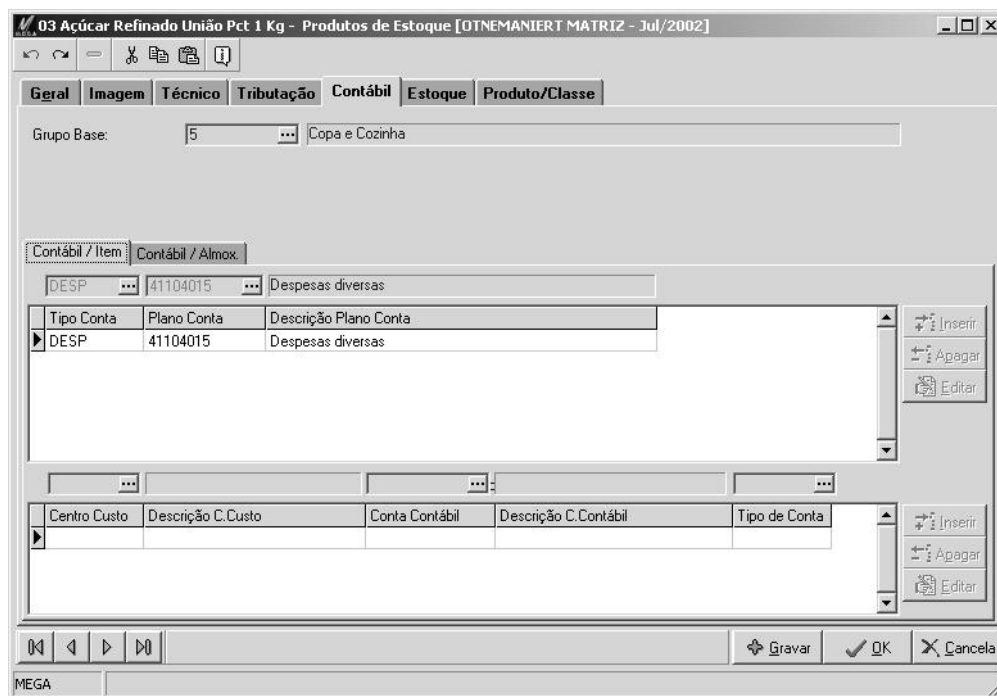 03 Açúcar Refinado União Pct 1 Kg - Produtos de Estoque [OTNEMANIERT MATRIZ - Jul/2002]
Geral Imagem Técnico Tributação Contábil Estoque Produto/Classe
Grupo Base: 5 ... Copa e Cozinha
Contábil / Item Contábil / Almox.
DESP ... 41104015 ... Despesas diversas
Tipo Conta Plano Conta Descrição Plano Conta
DESP 41104015 Despesas diversas
Inserir
Apagar
Editar
... ... ...
Centro Custo Descrição C.Custo Conta Contábil Descrição C.Contábil Tipo de Conta
Inserir
Apagar
Editar
Gravar OK Cancela
MEGA